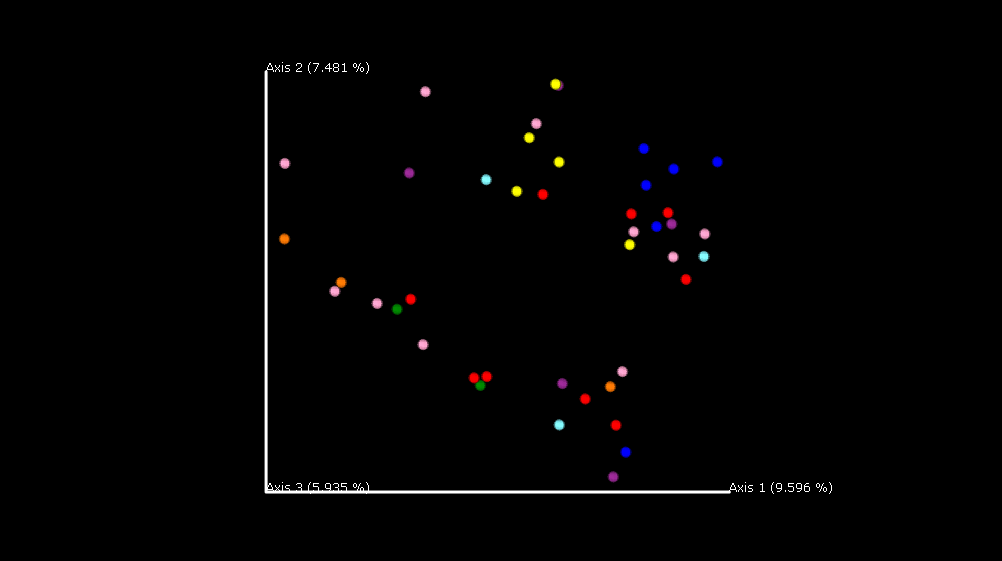 Axis 2 (7.481 %)
Axis 3 (5.935 %)
Axis 1 (9.596 %)